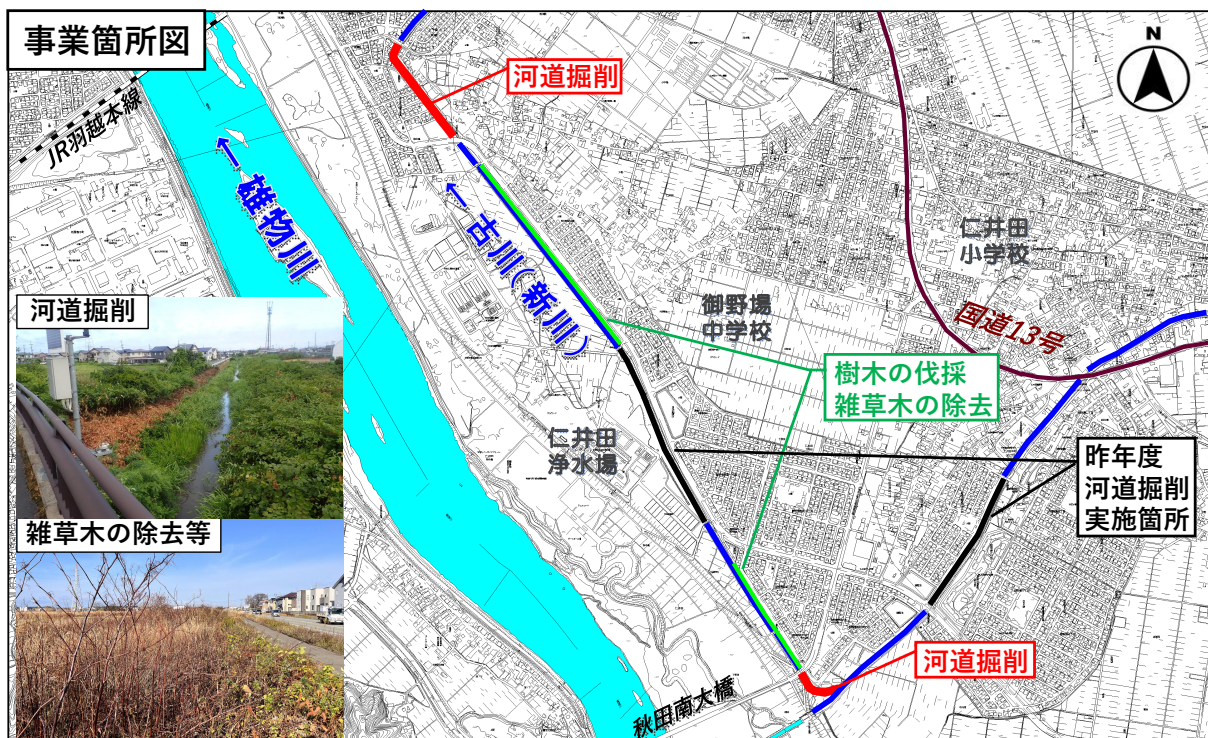 事業箇所図
N
JR羽越本線
河道掘削
←雄物川
←古川(新川)
仁井田
小学校
国道13号
御野場
中学校
河道掘削
樹木の伐採
雑草木の除去
仁井田
浄水場
昨年度
河道掘削
実施箇所
雑草木の除去等
河道掘削
秋田南大橋